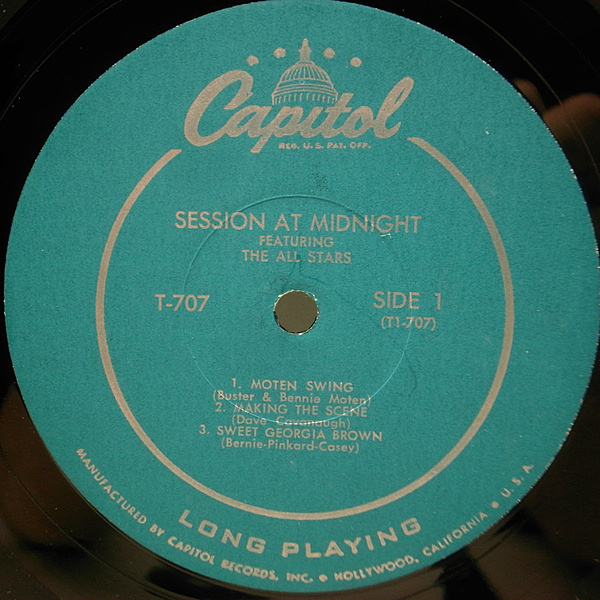 Capitol
REG. U.S. PAT. OFF.
SESSION AT MIDNIGHT
FEATURING
THE ALL STARS
T-707
SIDE 1
(T1-707)
1. MOTEN SWING
(Buster & Bennie Moten)
2. MAKING THE SCENE
(Dave Cavanaugh)
3. SWEET GEORGIA BROWN
(Bernie-Pinkard-Casey)
LONG PLAYING
MANUFACTURED BY CAPITOL RECORDS, INC. • HOLLYWOOD, CALIFORNIA • U.S.A.